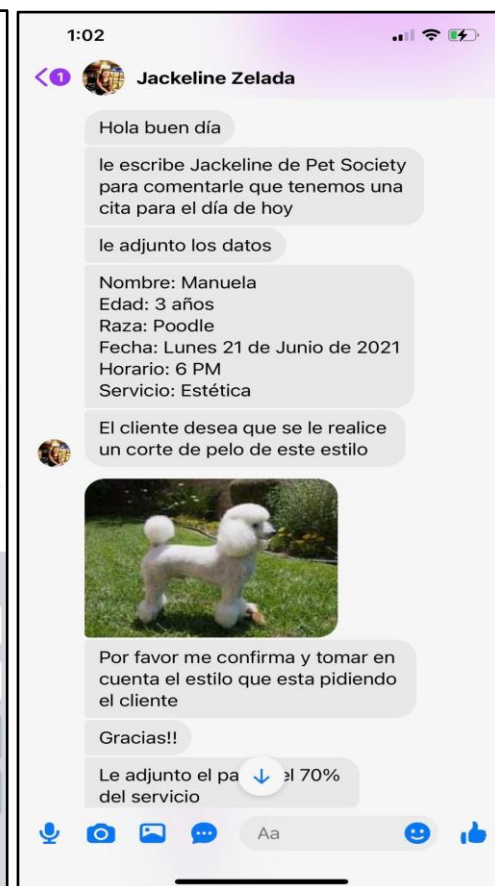 1:02
1
Jackeline Zelada
Hola buen día
le escribe Jackeline de Pet Society
para comentarle que tenemos una
cita para el día de hoy
le adjunto los datos
Nombre: Manuela
Edad: 3 años
Raza: Poodle
Fecha: Lunes 21 de Junio de 2021
Horario: 6 PM
Servicio: Estética
El cliente desea que se le realice
un corte de pelo de este estilo
Por favor me confirma y tomar en
cuenta el estilo que esta pidiendo
el cliente
Gracias!!
Le adjunto el pa el 70%
del servicio
Aa